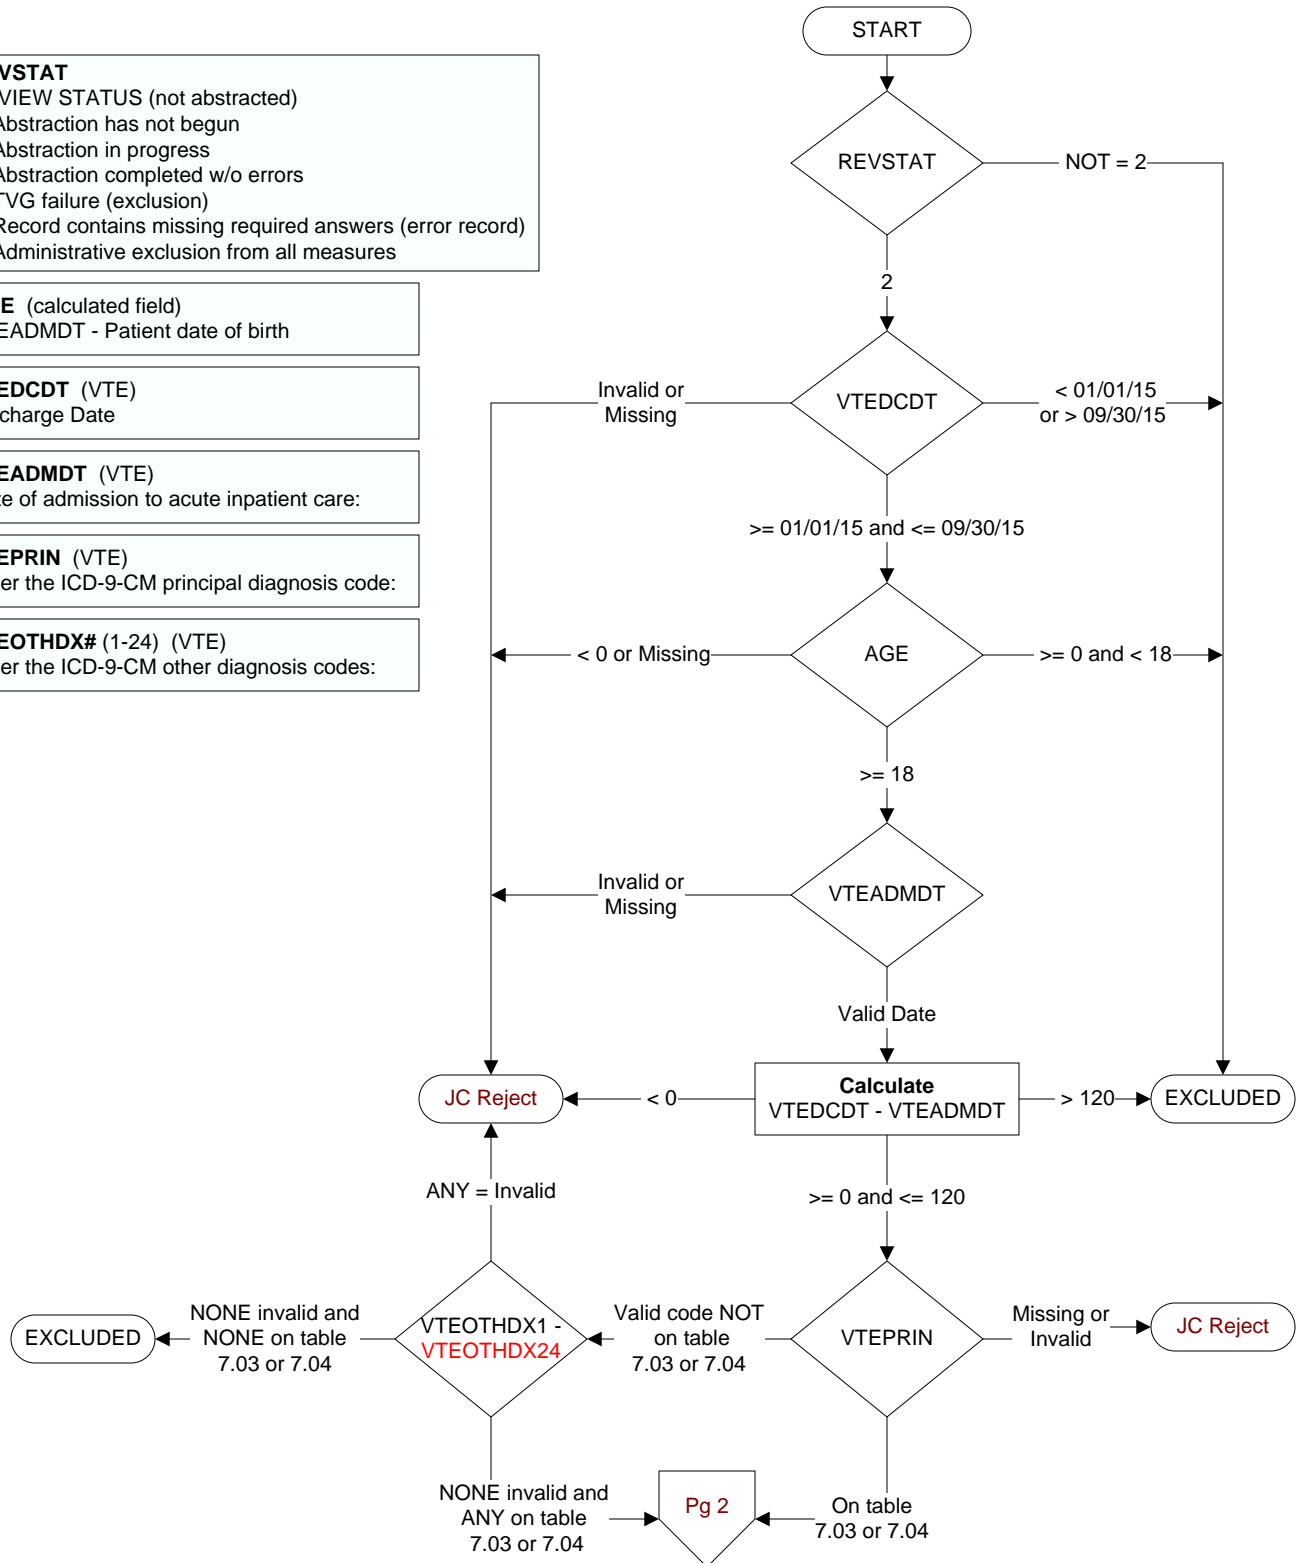 START
VSTAT
VIEW STATUS (not abstracted)
Abstraction has not begun
Abstraction in progress
Abstraction completed w/o errors
TVG failure (exclusion)
Record contains missing required answers (error record)
Administrative exclusion from all measures
E (calculated field)
EADMDT - Patient date of birth
EDCDT (VTE)
charge Date
EADMDT (VTE)
te of admission to acute inpatient care:
EPRIN (VTE)
er the ICD-9-CM principal diagnosis code:
EOTHDX# (1-24) (VTE)
er the ICD-9-CM other diagnosis codes:
REVSTAT
NOT = 2
2
Invalid or
Missing
VTEDCDT
< 01/01/15
or > 09/30/15
>= 01/01/15 and <= 09/30/15
< 0 or Missing
AGE
>= 0 and < 18
>= 18
Invalid or
Missing
VTEADMDT
Valid Date
JC Reject
< 0
Calculate
VTEDCDT - VTEADMDT
> 120
EXCLUDED
ANY = Invalid
>= 0 and <= 120
EXCLUDED
NONE invalid and
NONE on table
7.03 or 7.04
VTEOTHDX1 -
VTEOTHDX24
Valid code NOT
on table
7.03 or 7.04
VTEPRIN
Missing or
Invalid
JC Reject
NONE invalid and
ANY on table
7.03 or 7.04
Pg 2
On table
7.03 or 7.04